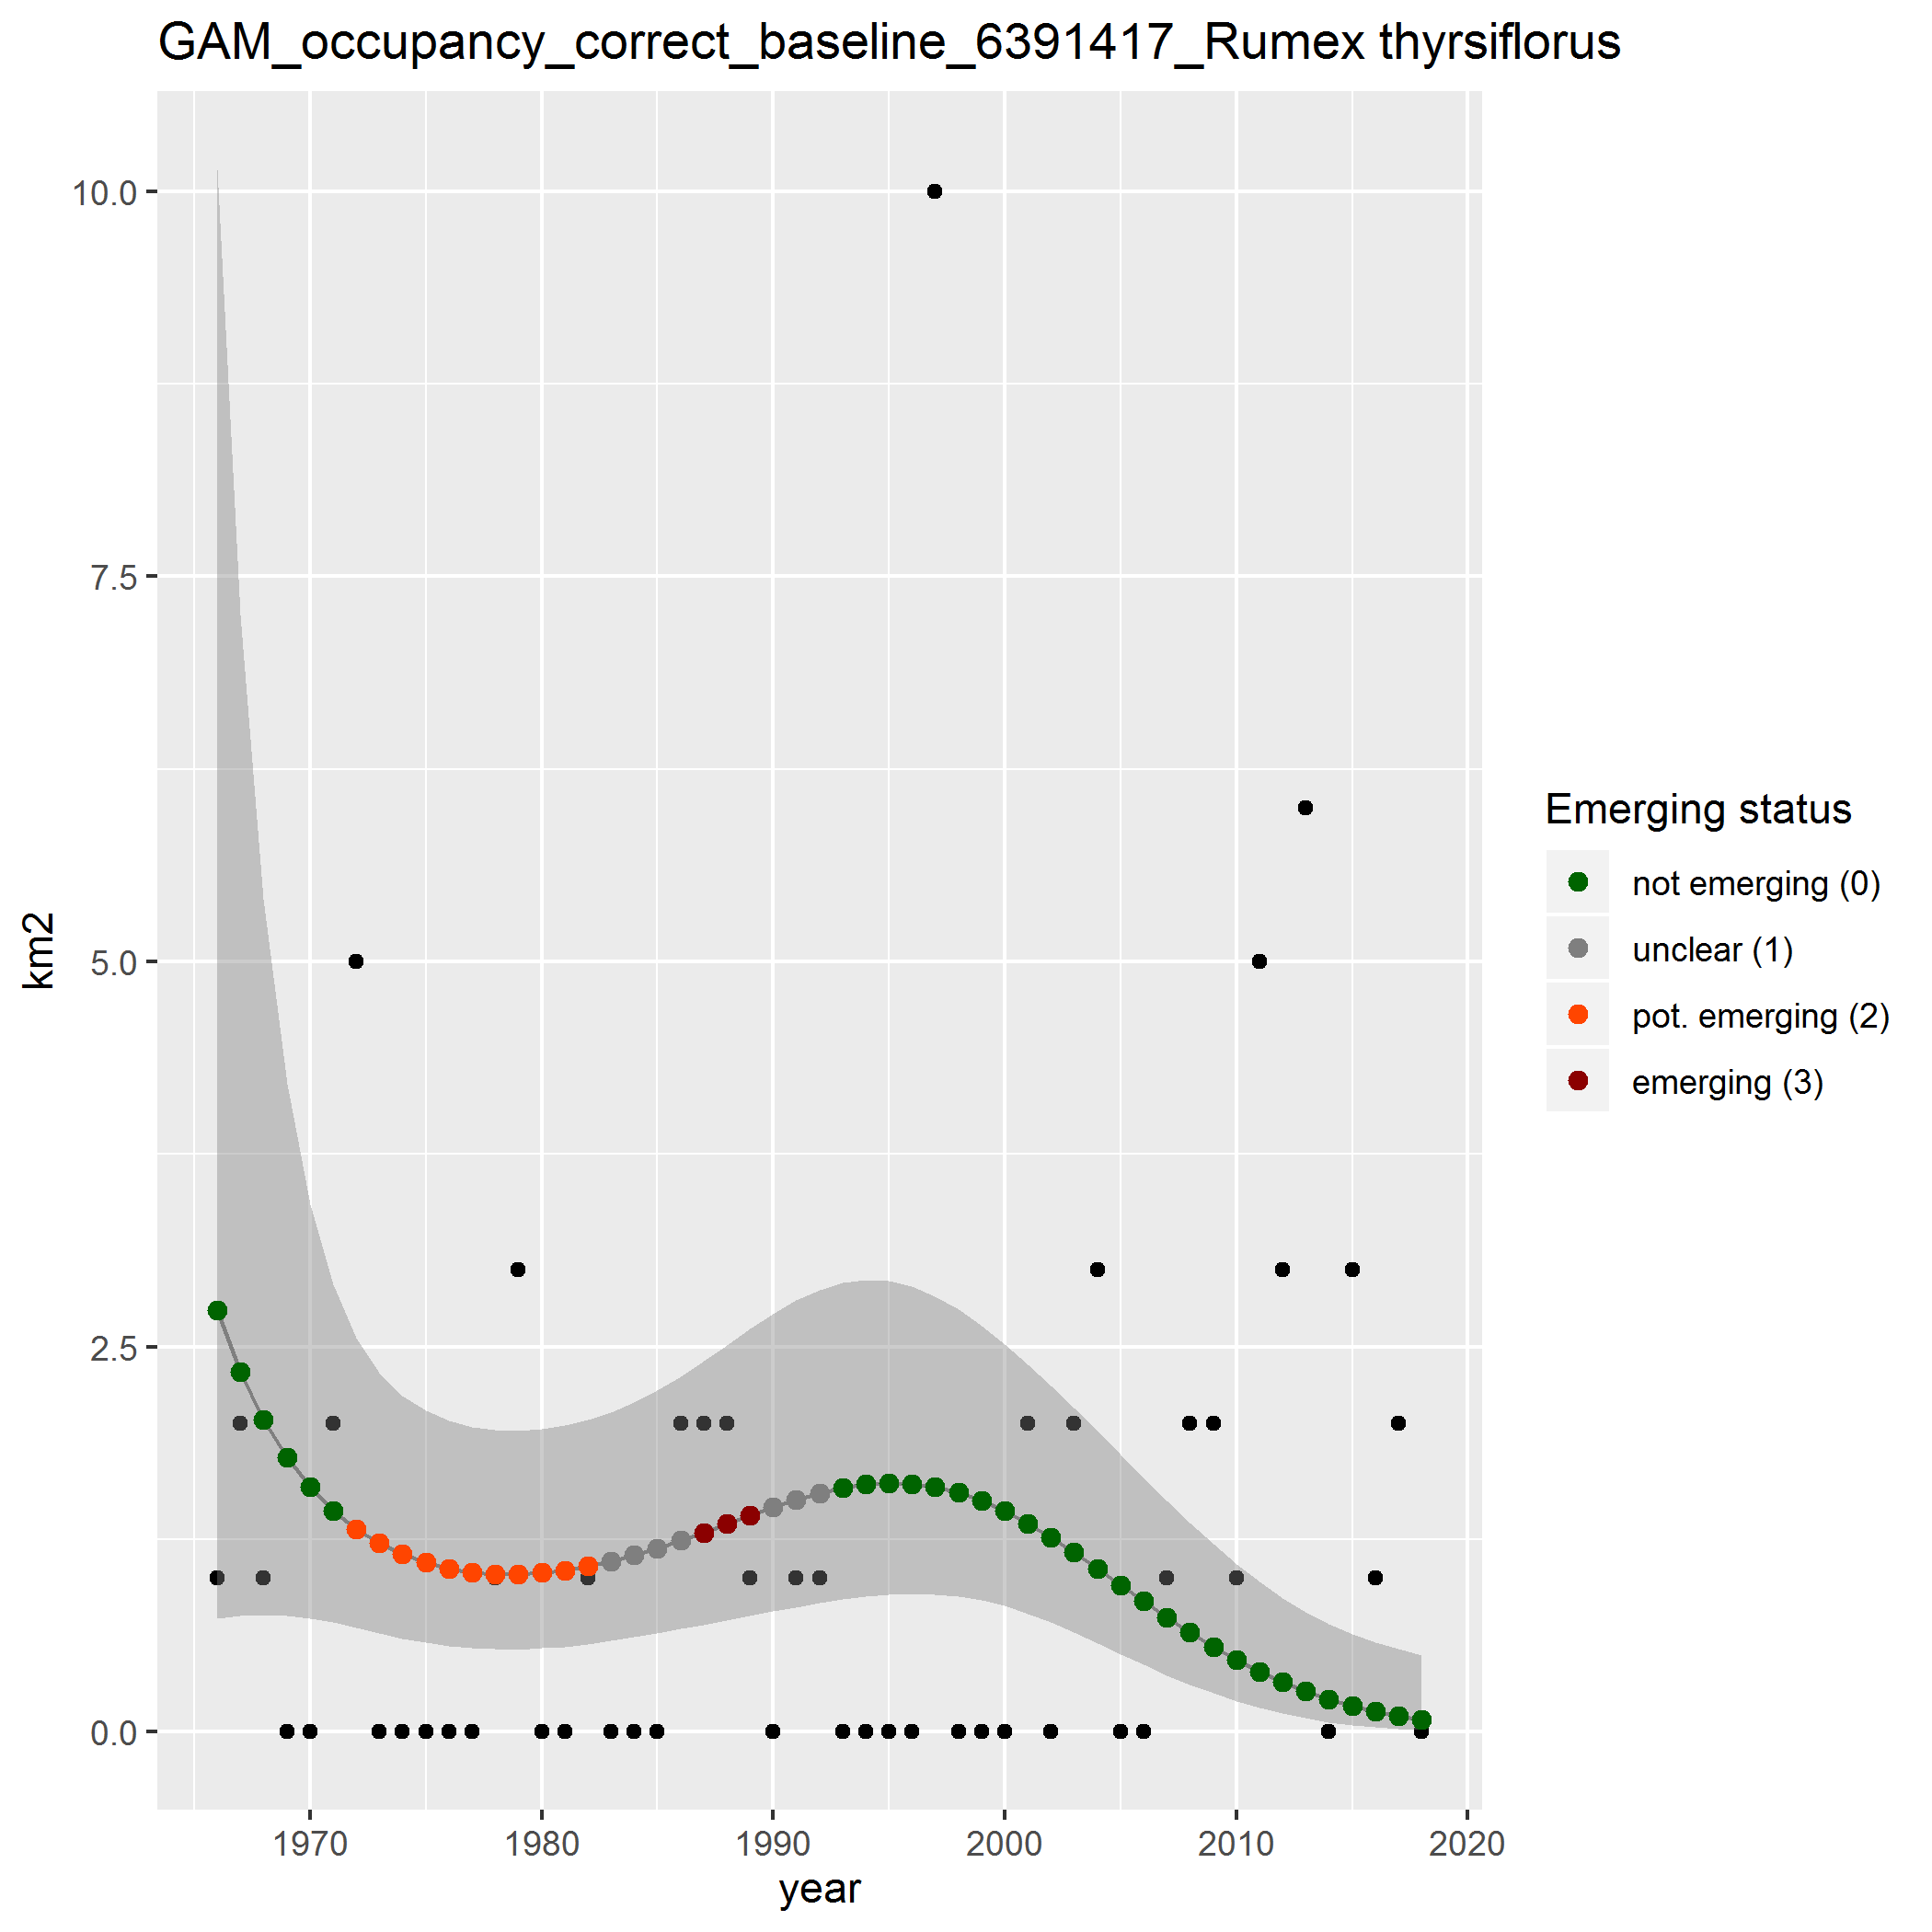 GAM_occupancy_correct_baseline_6391417_Rumex thyrsiflorus
10.0
7.5
5.0
2.5
0.0
km2
1970 1980 1990 2000 2010 2020
year
Emerging status
not emerging (0)
unclear (1)
pot. emerging (2)
emerging (3)